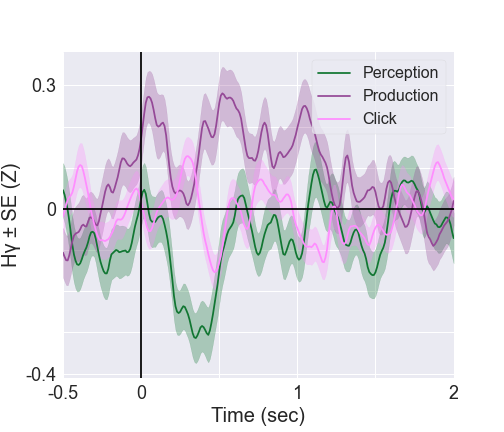 Perception
Production
Click
0.3
0
-0.4
Hγ ± SE (Z)
-0.5
0
1
2
Time (sec)